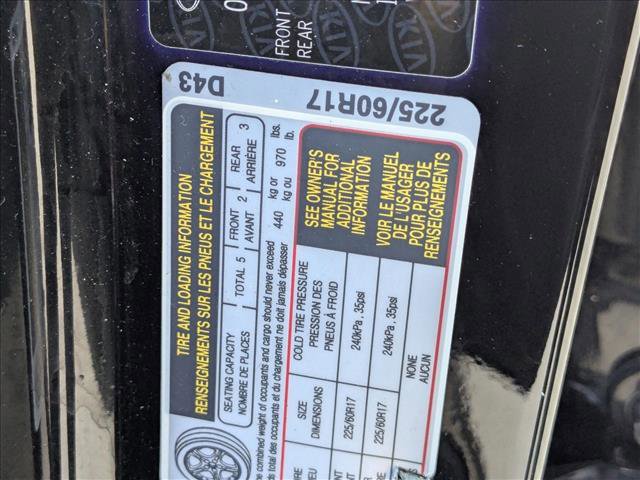 FRONT
REAR
KIA
225/60R17
D43
TIRE AND LOADING INFORMATION
RENSEIGNEMENTS SUR LES PNEUS ET LE CHARGEMENT
SEATING CAPACITY
NOMBRE DE PLACES
TOTAL 5
FRONT
AVANT 2
REAR
ARRIÈRE 3
combined weight of occupants and cargo should never exceed
total des occupants et du chargement ne doit jamais dépasser
440 kg or
kg ou
970 lbs.
lb.
SIZE
DIMENSIONS
COLD TIRE PRESSURE
PRESSION DES
PNEUS À FROID
SEE OWNER'S
MANUAL FOR
ADDITIONAL
INFORMATION
225/60R17
240kPa , 35psi
VOIR LE MANUEL
DE L'USAGER
POUR PLUS DE
RENSEIGNEMENTS
225/60R17
240kPa , 35psi
NONE
AUCUN